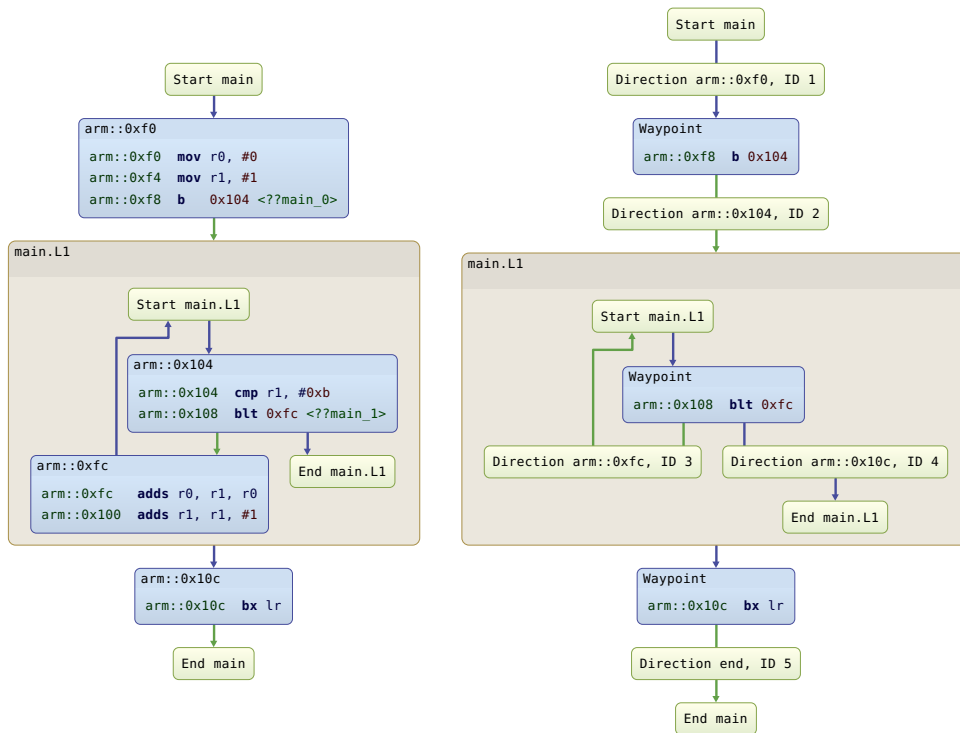 Start main
arm::0xf0
arm::0xf0 mov r0, #0
arm::0xf4 mov r1, #1
arm::0xf8 b 0x104 <??main_0>
main.L1
Start main.L1
arm::0x104
arm::0x104 cmp r1, #0xb
arm::0x108 blt 0xfc <??main_1>
arm::0xfc
arm::0xfc adds r0, r1, r0
arm::0x100 adds r1, r1, #1
End main.L1
arm::0x10c
arm::0x10c bx lr
End main
Start main
Direction arm::0xf0, ID 1
Waypoint
arm::0xf8 b 0x104
Direction arm::0x104, ID 2
main.L1
Start main.L1
Waypoint
arm::0x108 blt 0xfc
Direction arm::0xfc, ID 3
Direction arm::0x10c, ID 4
End main.L1
Waypoint
arm::0x10c bx lr
Direction end, ID 5
End main